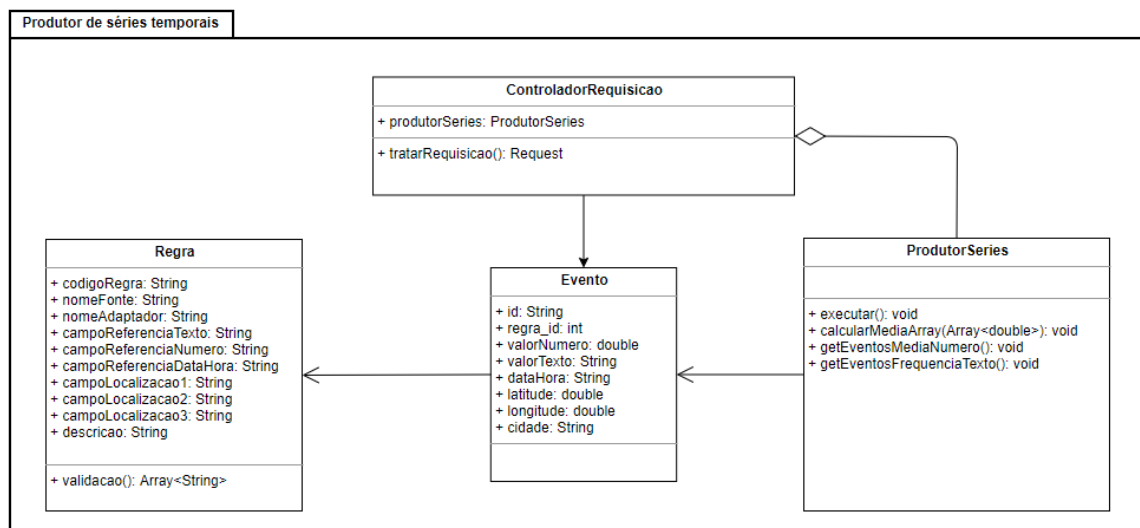 Produtor de séries temporais
ControladorRequisicao
+ produtorSeries: ProdutorSeries
+ tratarRequisicao(): Request
Regra
+ codigoRegra: String
+ nomeFonte: String
+ nomeAdaptador: String
+ campoReferenciaTexto: String
+ campoReferenciaNumero: String
+ campoReferenciaDataHora: String
+ campoLocalizacao1: String
+ campoLocalizacao2: String
+ campoLocalizacao3: String
+ descricao: String
+ validacao(): Array<String>
Evento
+ id: String
+ regra_id: int
+ valorNumero: double
+ valorTexto: String
+ dataHora: String
+ latitude: double
+ longitude: double
+ cidade: String
ProdutorSeries
+ executar(): void
+ calcularMediaArray(Array<double>): void
+ getEventosMediaNumero(): void
+ getEventosFrequenciaTexto(): void